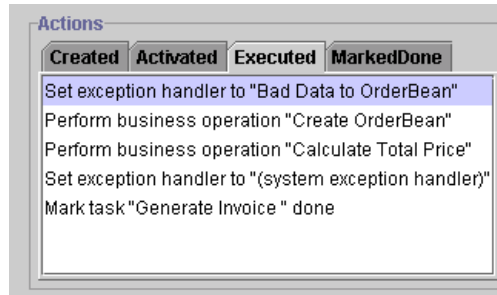 Actions
Created Activated Executed MarkedDone
Set exception handler to "Bad Data to OrderBean"
Perform business operation "Create OrderBean"
Perform business operation "Calculate Total Price"
Set exception handler to "(system exception handler)"
Mark task "Generate Invoice " done